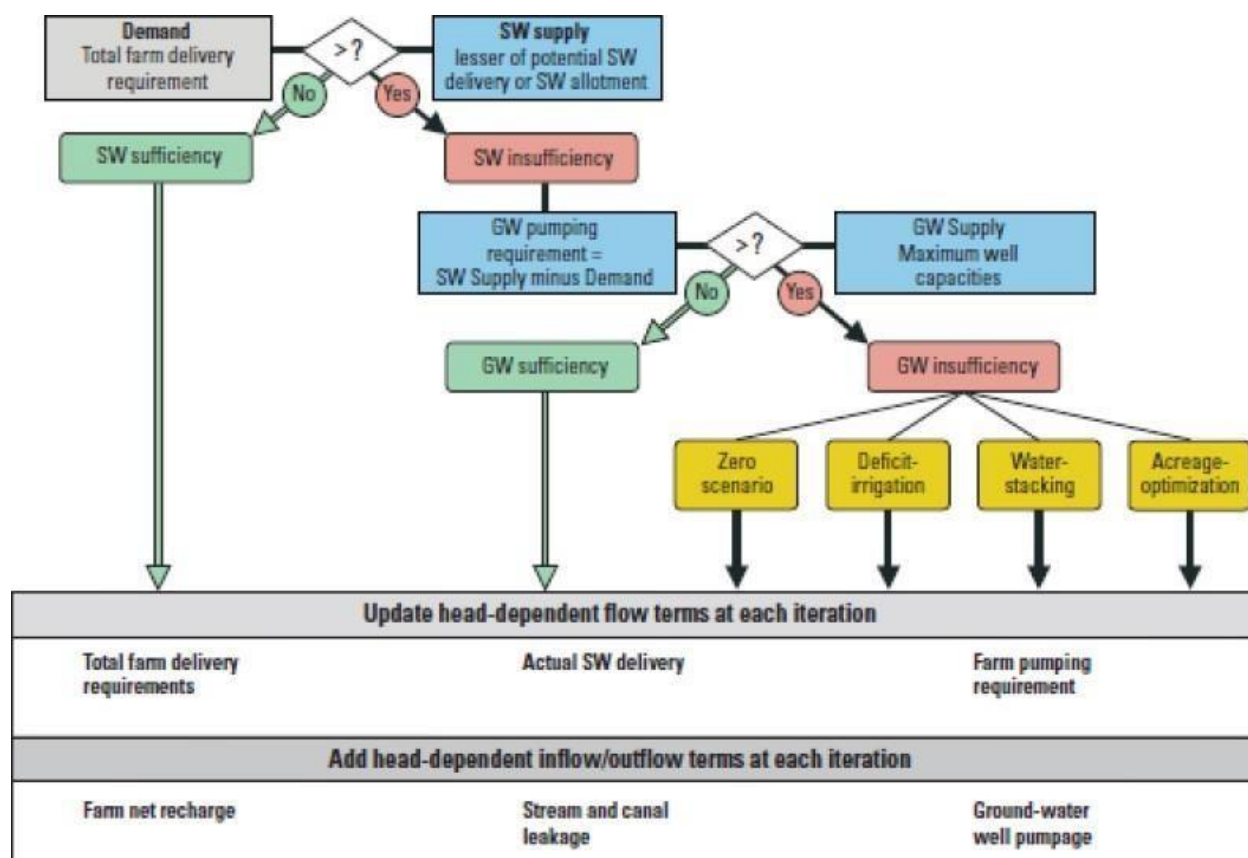 Demand
Total farm delivery
requirement
>?
SW supply
lesser of potential SW
delivery or SW allotment
No
Yes
SW sufficiency
SW insufficiency
GW pumping
requirement =
SW Supply minus Demand
>?
GW Supply
Maximum well
capacities
No
Yes
GW sufficiency
GW insufficiency
Zero
scenario
Deficit-
irrigation
Water-
stacking
Acreage-
optimization
Update head-dependent flow terms at each iteration
Total farm delivery
requirements
Actual SW delivery
Farm pumping
requirement
Add head-dependent inflow/outflow terms at each iteration
Farm net recharge
Stream and canal
leakage
Ground-water
well pumpage